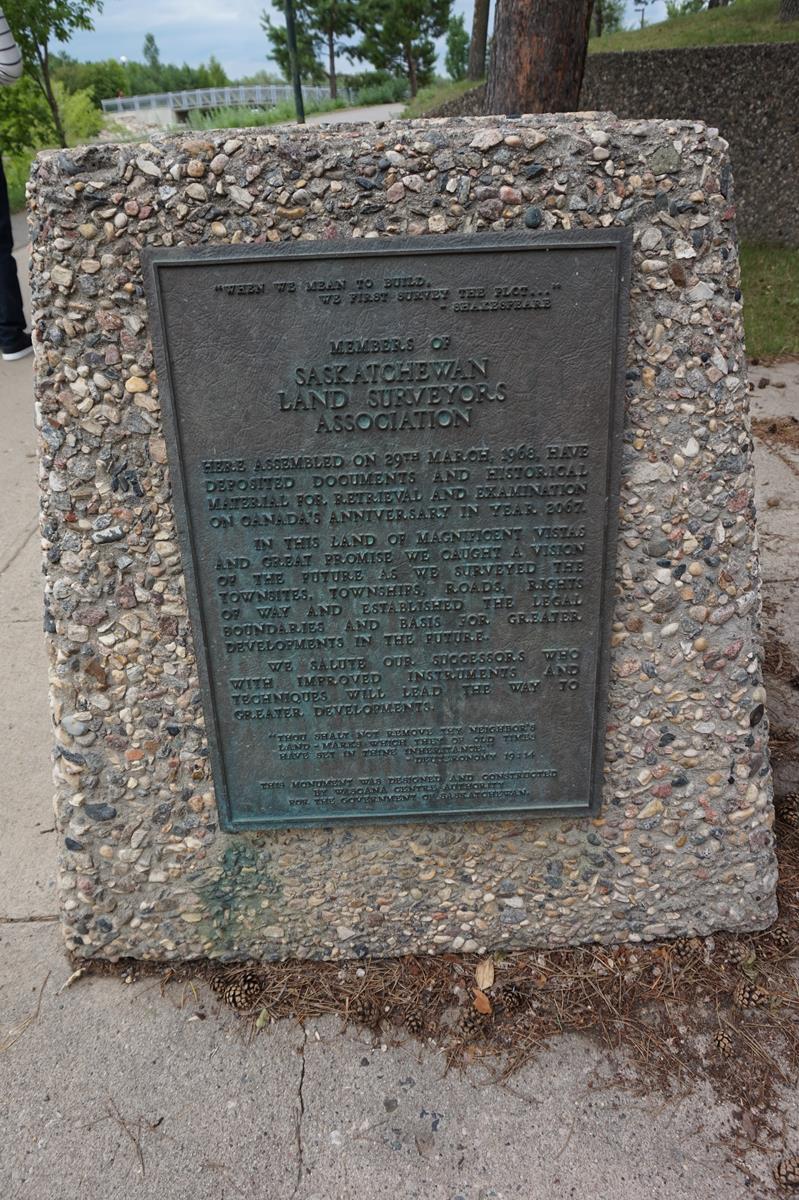 "WHEN WE MEAN TO BUILD,
WE FIRST SURVEY THE PLOT..."
- SHAKESPEARE
MEMBERS OF
SASKATCHEWAN
LAND SURVEYORS
ASSOCIATION
HERE ASSEMBLED ON 29TH MARCH, 1968, HAVE
DEPOSITED DOCUMENTS AND HISTORICAL
MATERIAL FOR RETRIEVAL AND EXAMINATION
ON CANADA'S ANNIVERSARY IN YEAR 2067.
IN THIS LAND OF MAGNIFICENT VISTAS
AND GREAT PROMISE WE CAUGHT A VISION
OF THE FUTURE AS WE SURVEYED THE
TOWNSITES, TOWNSHIPS, ROADS, RIGHTS
OF WAY AND ESTABLISHED THE LEGAL
BOUNDARIES AND BASIS FOR GREATER
DEVELOPMENTS IN THE FUTURE.
WE SALUTE OUR SUCCESSORS WHO
WITH IMPROVED INSTRUMENTS AND
TECHNIQUES WILL LEAD THE WAY TO
GREATER DEVELOPMENTS.
"THOU SHALT NOT REMOVE THY NEIGHBOR'S
LAND-MARK WHICH THEY OF OLD TIME
HAVE SET IN THINE INHERITANCE."
DEUTERONOMY 19:14
THIS MONUMENT WAS DESIGNED AND CONSTRUCTED
BY WASCANA CENTRE AUTHORITY
FOR THE GOVERNMENT OF SASKATCHEWAN.